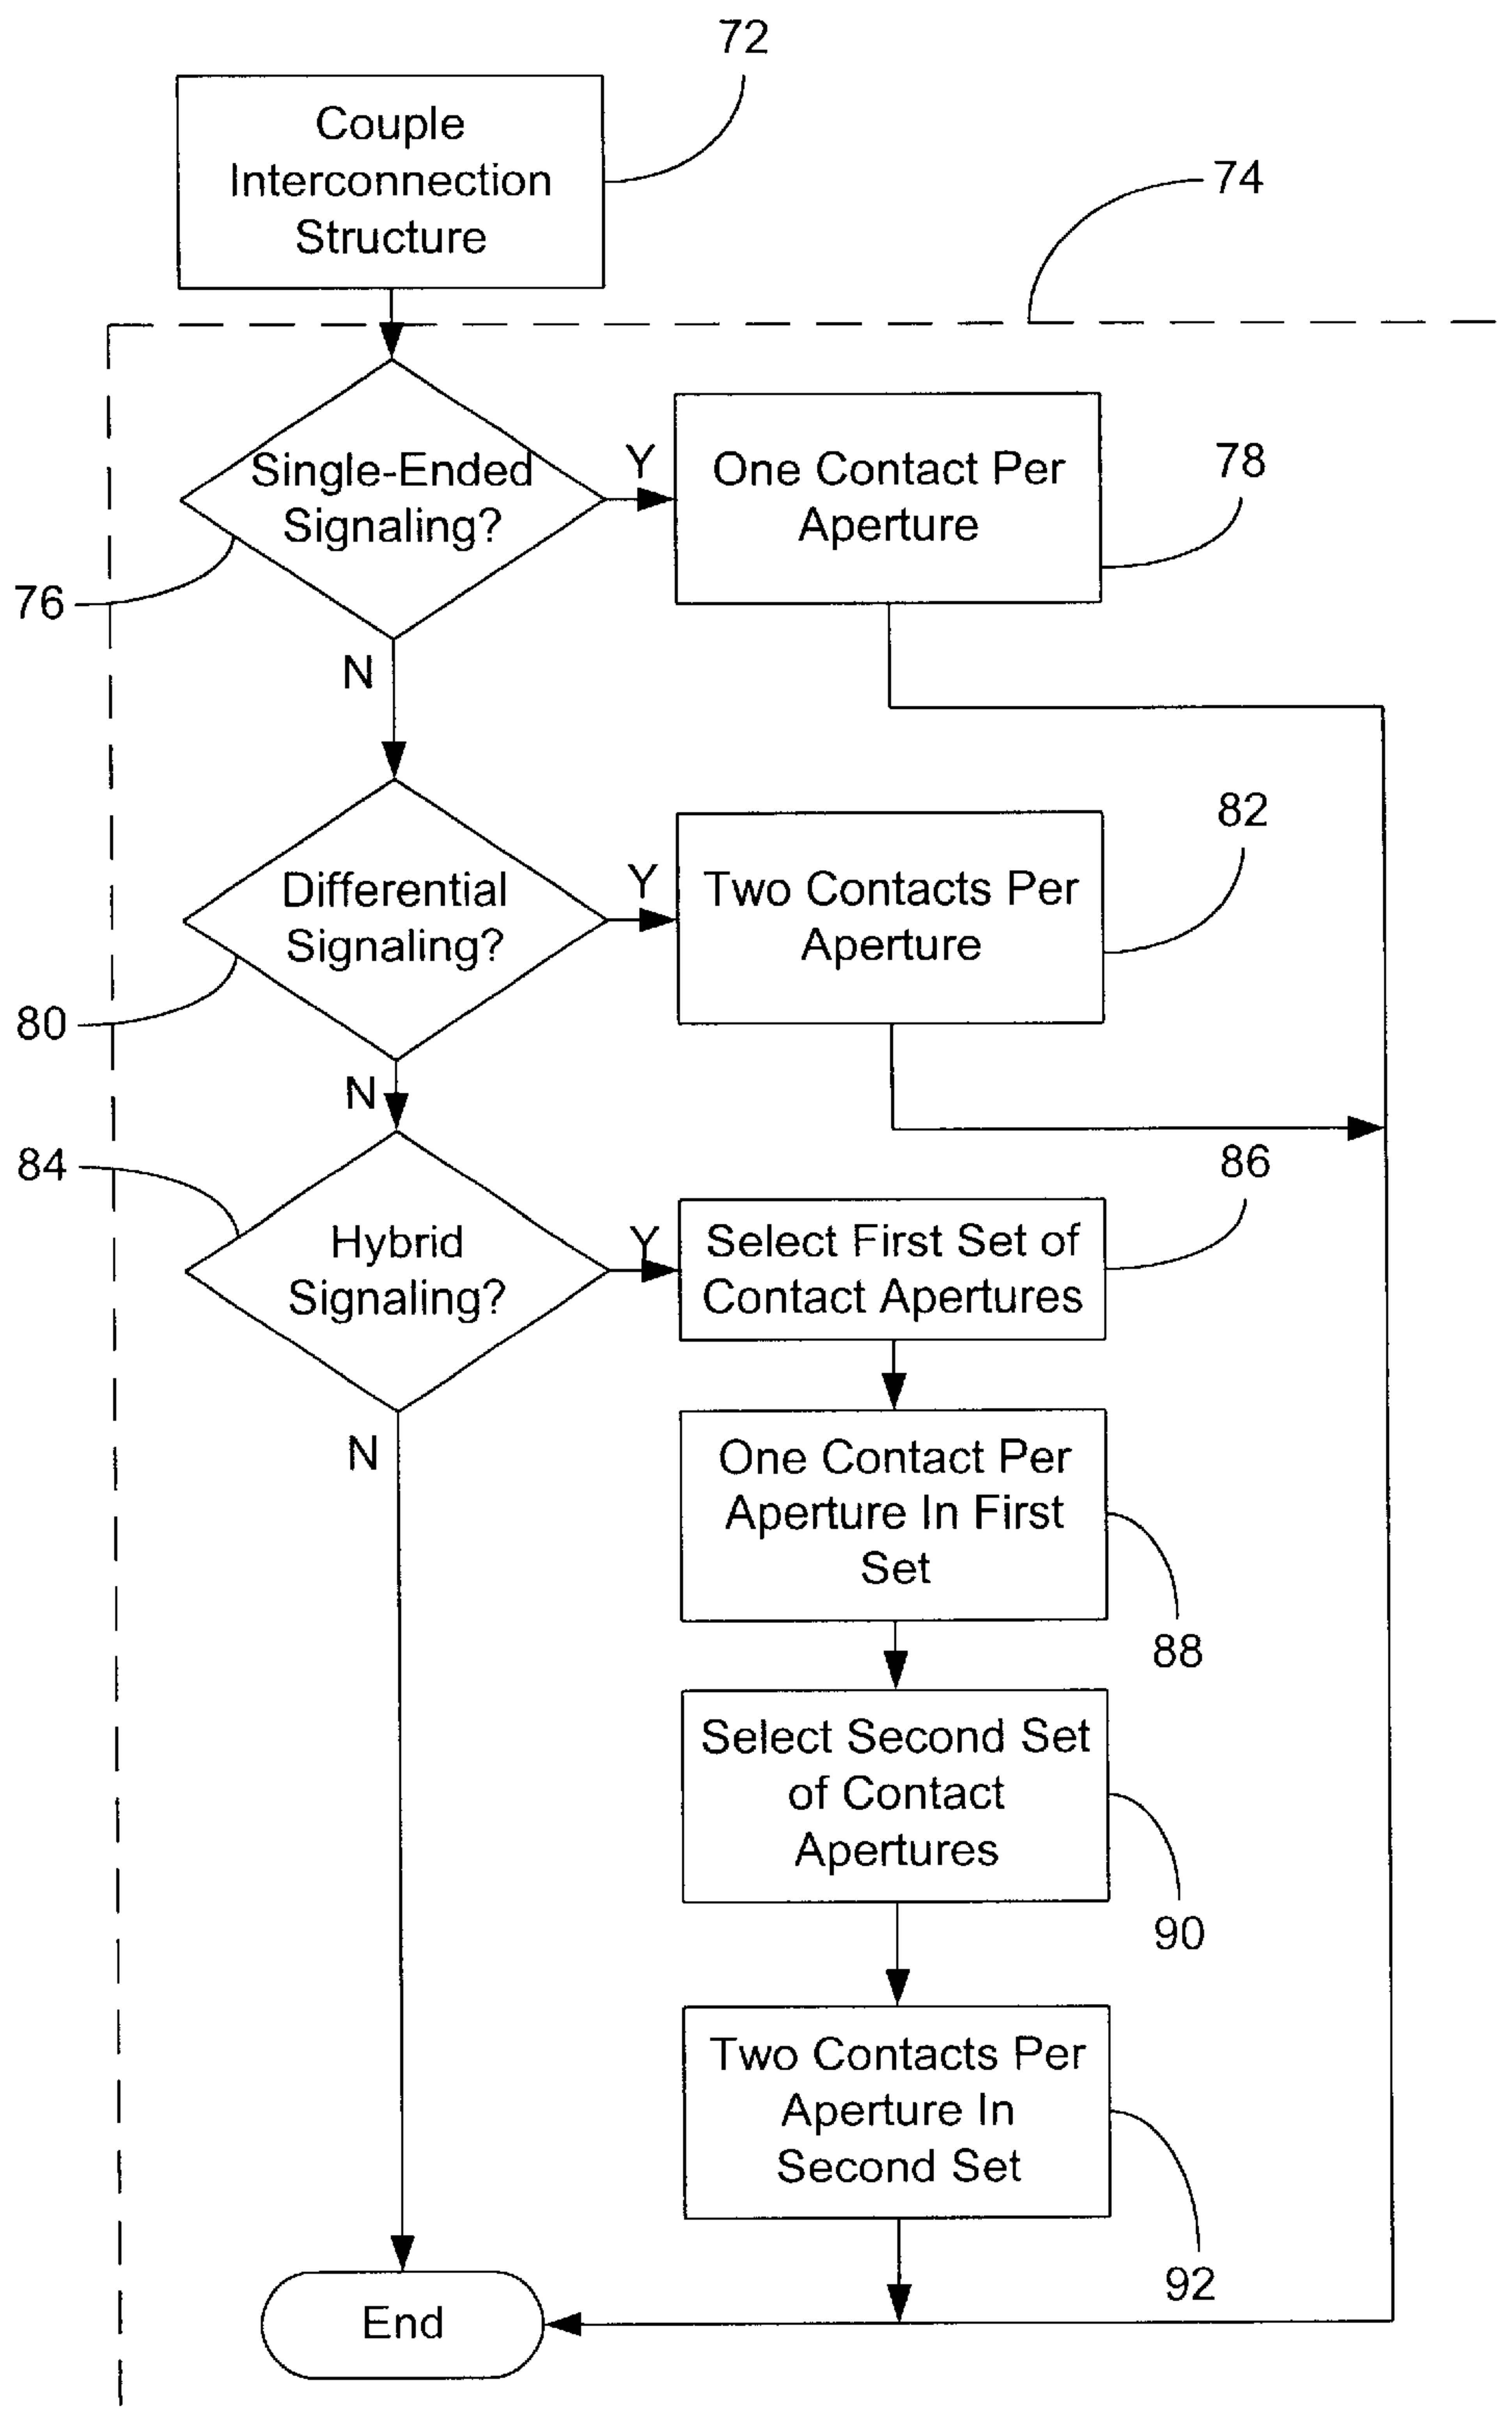 72
Couple
Interconnection
Structure
74
Single-Ended
Signaling?
Y
One Contact Per
Aperture
78
76
N
Differential
Signaling?
Y
Two Contacts Per
Aperture
82
80
N
84
Hybrid
Signaling?
Y
Select First Set of
Contact Apertures
86
N
One Contact Per
Aperture In First
Set
88
Select Second Set
of Contact
Apertures
90
Two Contacts Per
Aperture In
Second Set
92
End